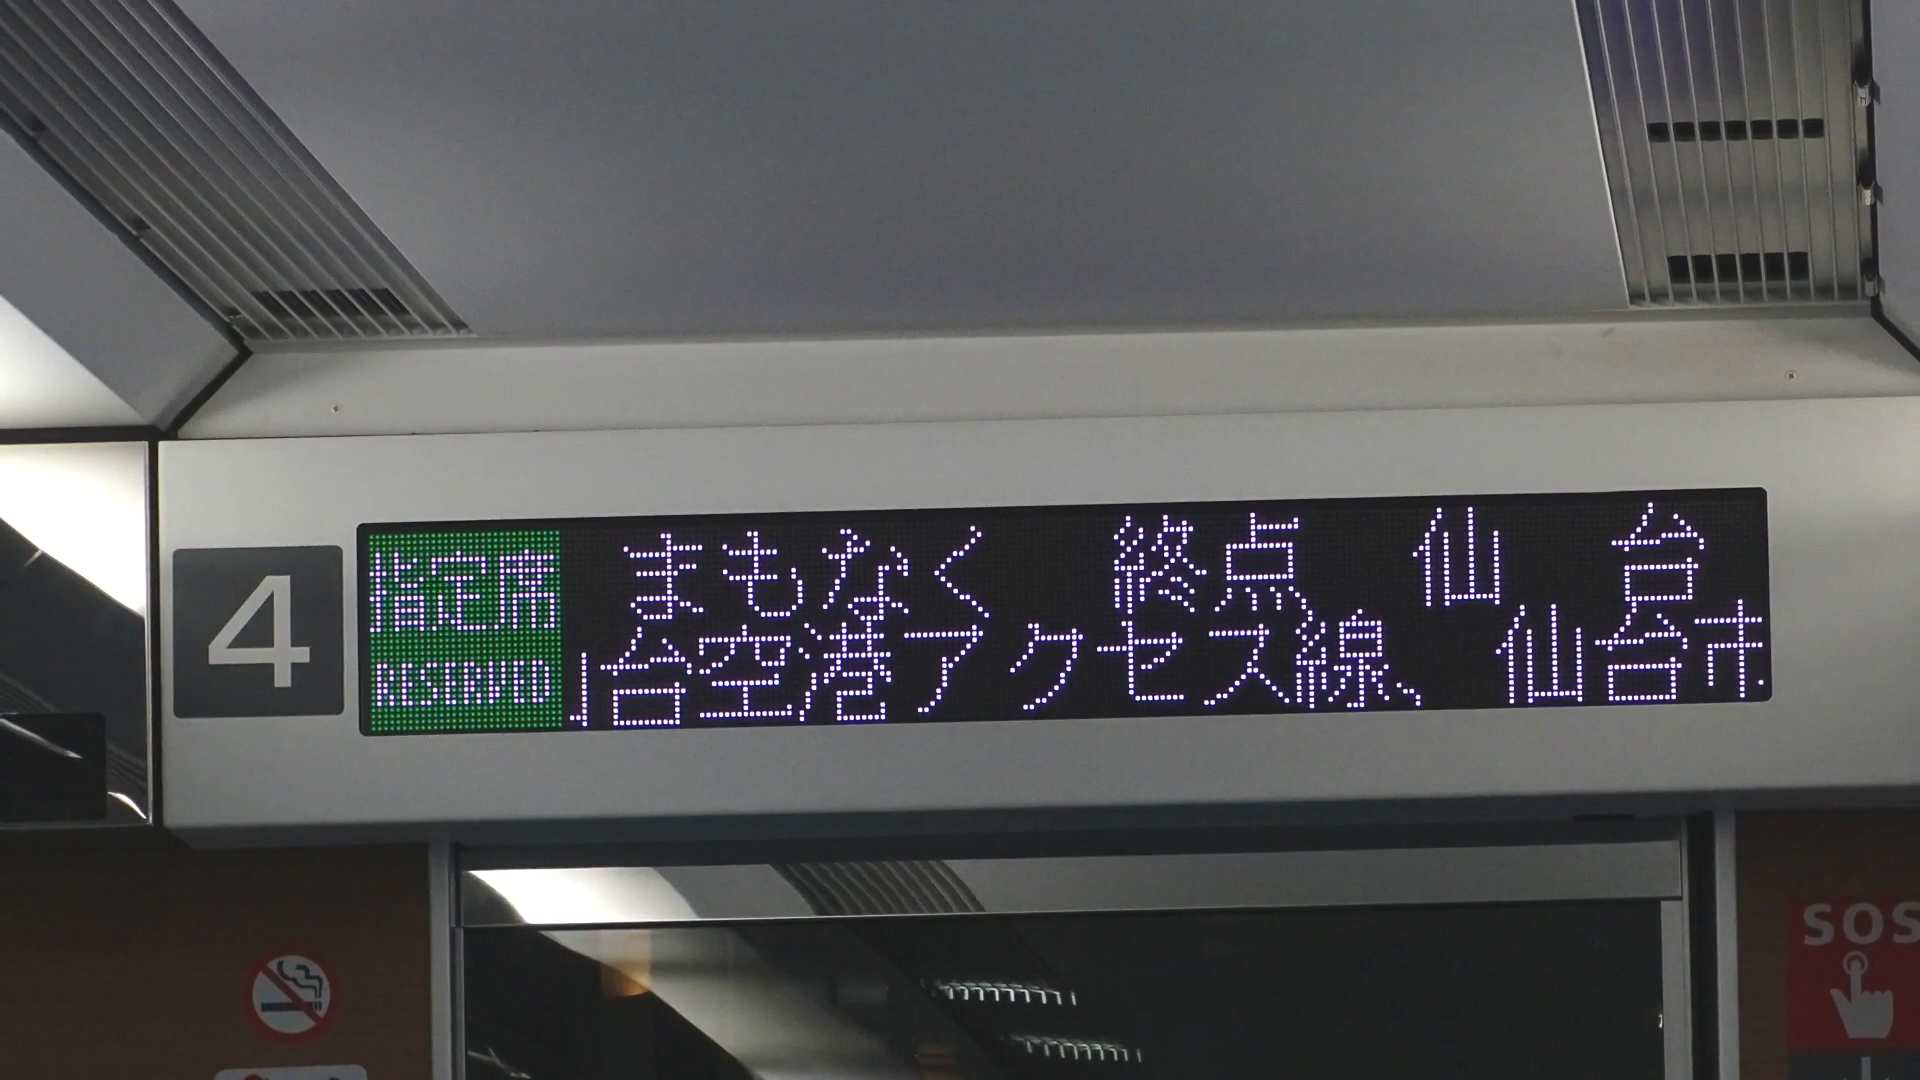 4
指定席
RESERVED
まもなく 終点 仙 台
台空港アクセス線、 仙台市
SOS